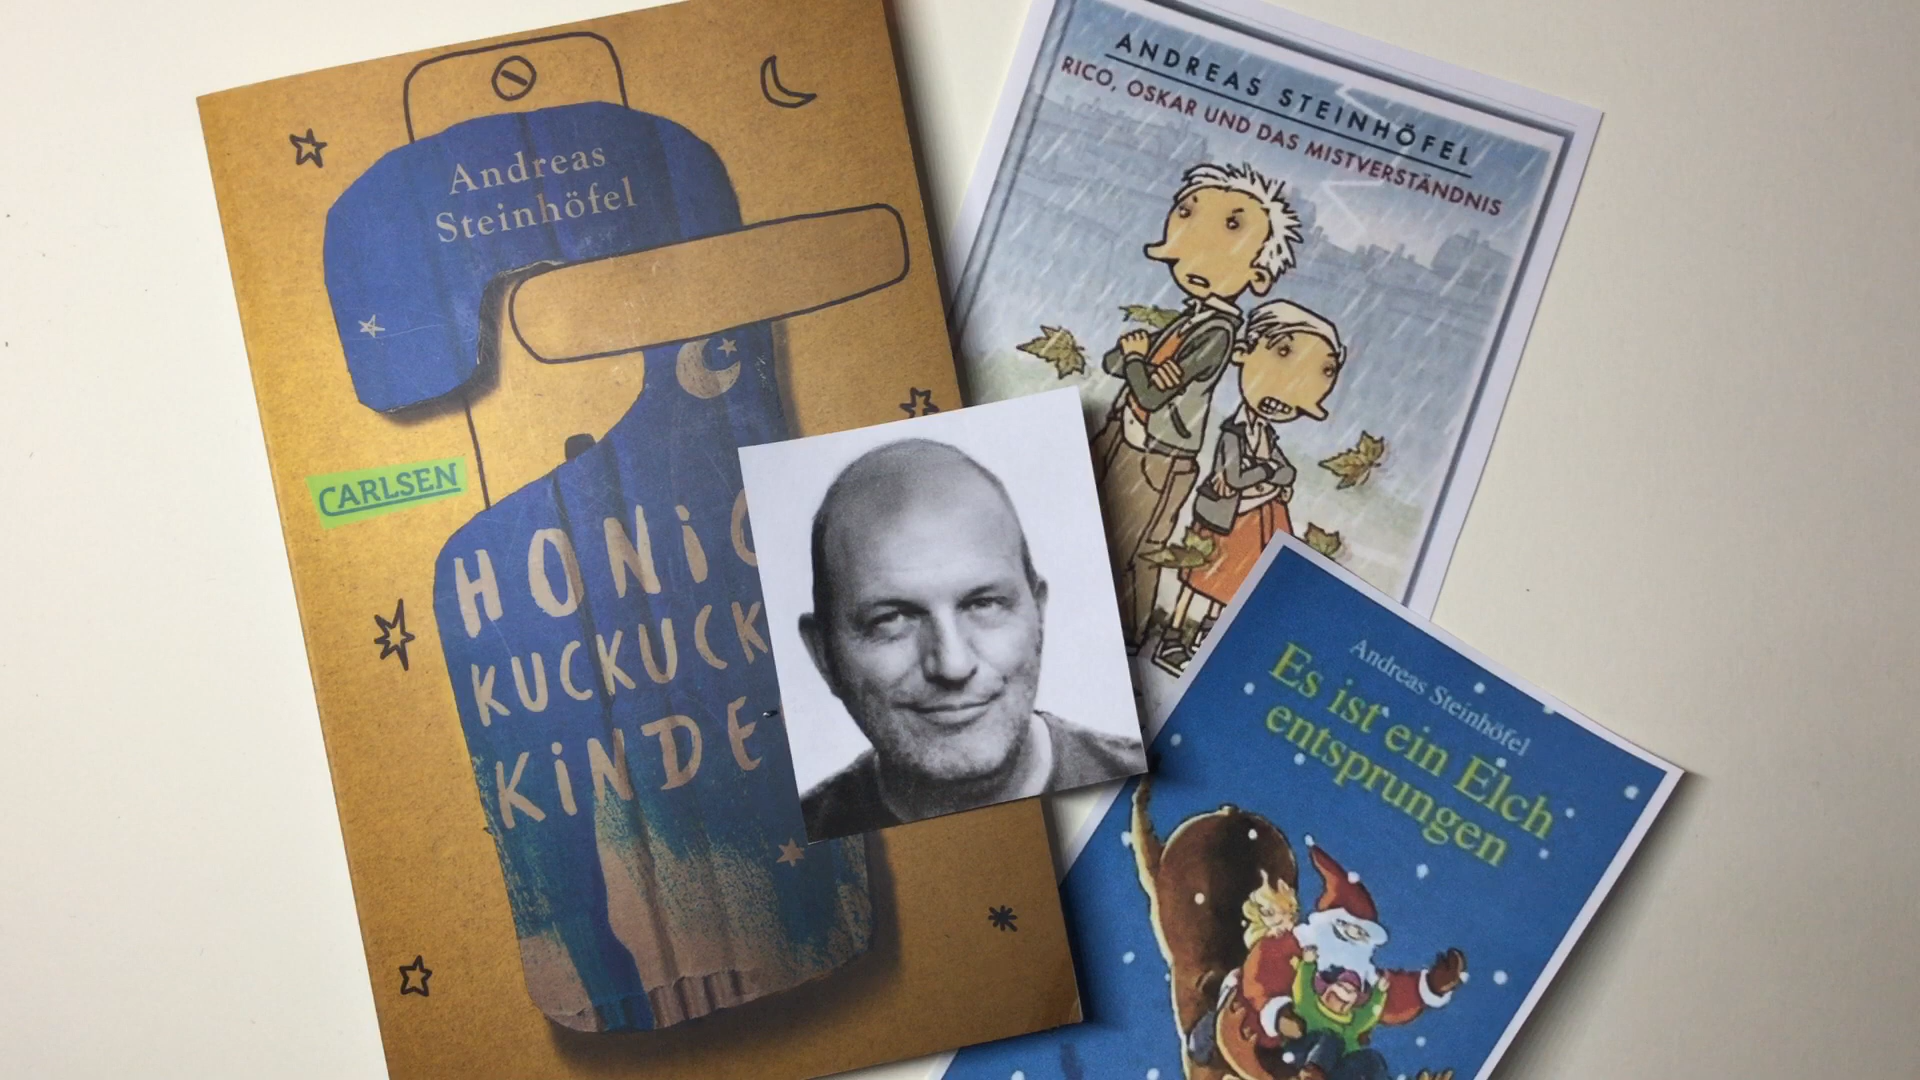 Andreas
Steinhöfel
CARLSEN
HONIG
KUCKUCKS
KINDE
ANDREAS STEINHÖFEL
RICO, OSKAR UND DAS MISTVERSTÄNDNIS
Andreas Steinhöfel
Es ist ein Elch
entsprungen